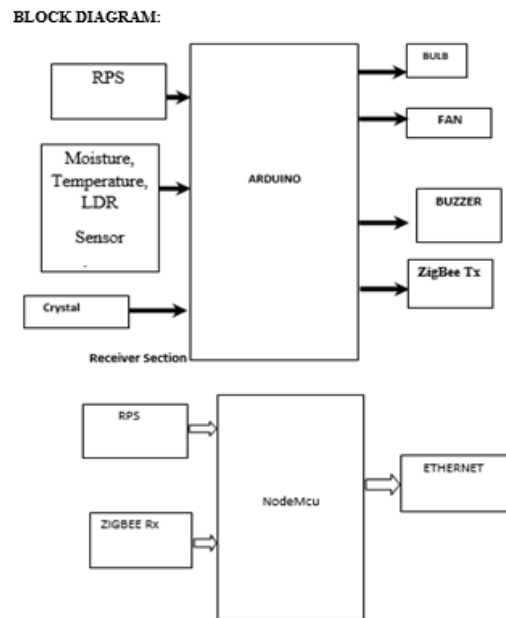 BLOCK DIAGRAM:
RPS
Moisture,
Temperature,
LDR
Sensor
.
Crystal
ARDUINO
BULB
FAN
BUZZER
ZigBee Tx
Receiver Section
RPS
ZIGBEE Rx
NodeMcu
ETHERNET